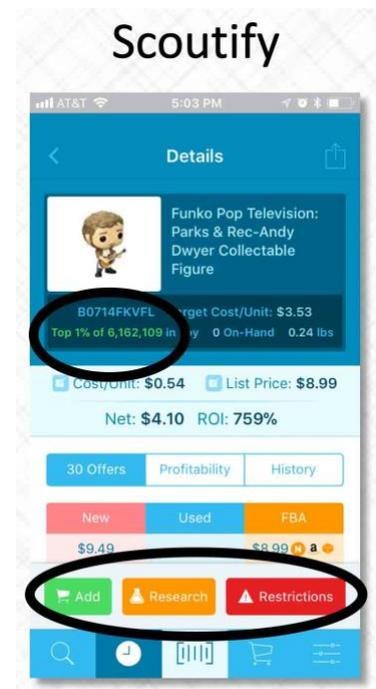 Scoutify
AT&T 5:03 PM
Details
Funko Pop Television:
Parks & Rec-Andy
Dwyer Collectable
Figure
B0714FKVFL rget Cost/Unit: $3.53
Top 1% of 6,162,109 in y 0 On-Hand 0.24 lbs
Cost/Unit: $0.54 List Price: $8.99
Net: $4.10 ROI: 759%
30 Offers Profitability History
New Used FBA
$9.49 $8.99 N a
Add Research Restrictions